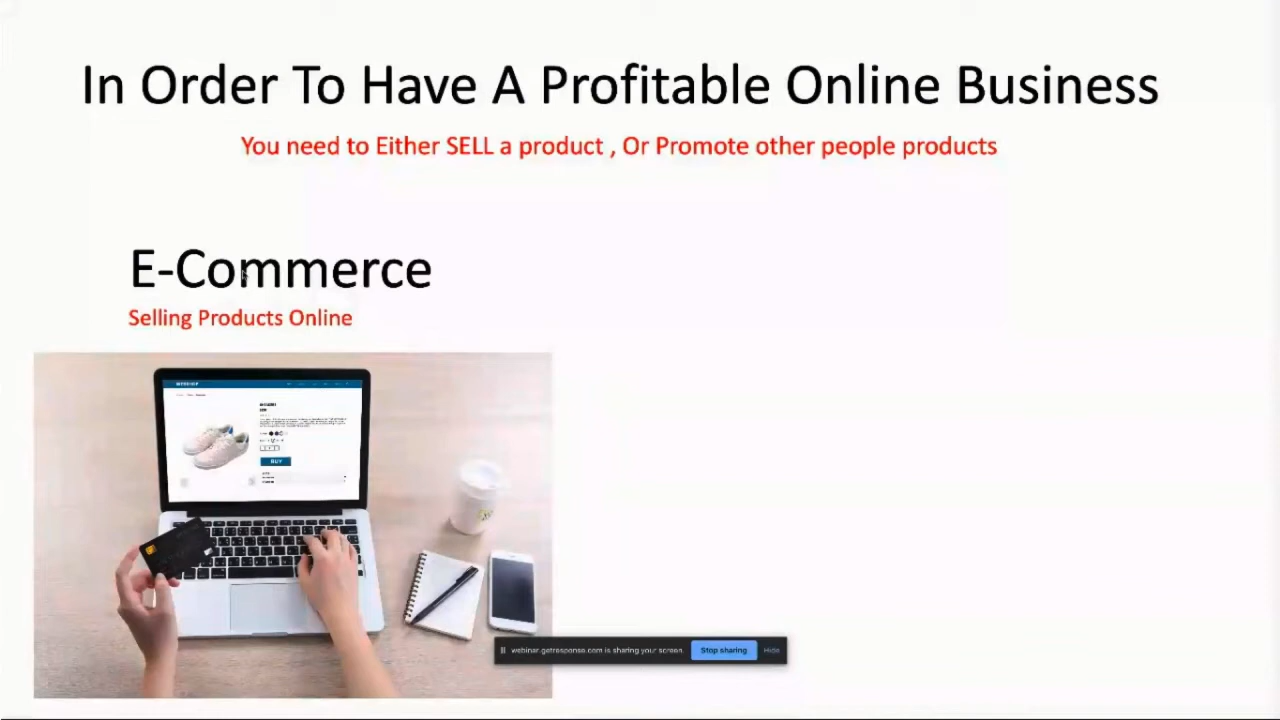 In Order To Have A Profitable Online Business
You need to Either SELL a product , Or Promote other people products
E-Commerce
Selling Products Online
BUY
webinar.getresponse.com is sharing your screen.
Stop sharing
Hide